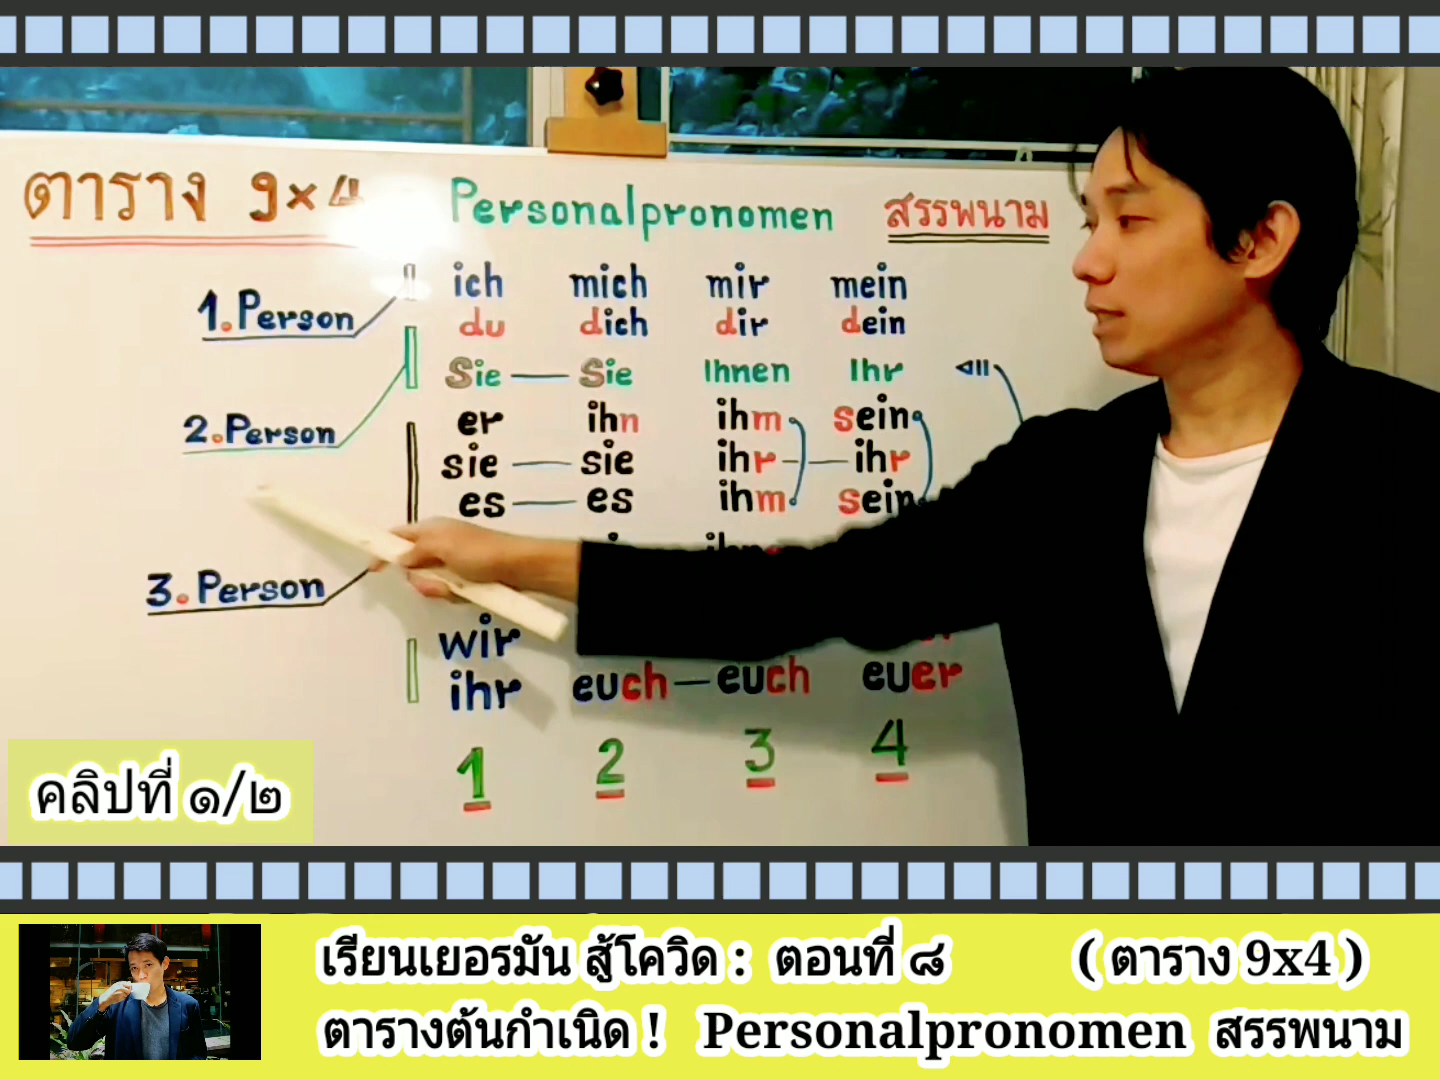 ตาราง 9×4
Personalpronomen
สรรพนาม
1.Person
2.Person
3.Person
ich mich mir mein
du dich dir dein
Sie — Sie Ihnen Ihr
er ihn ihm sein
sie — sie ihr — ihr
es — es ihm sein
wir
ihr euch — euch euer
1 2 3 4
คลิปที่ ๑/๒
เรียนเยอรมัน สู้โควิด : ตอนที่ ๘ ( ตาราง 9x4 )
ตารางต้นกำเนิด ! Personalpronomen สรรพนาม